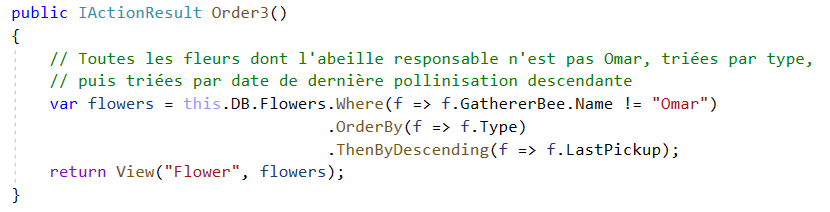 public IActionResult Order3()
{
// Toutes les fleurs dont l'abeille responsable n'est pas Omar, triées par type,
// puis triées par date de dernière pollinisation descendante
var flowers = this.DB.Flowers.Where(f => f.GathererBee.Name != "Omar")
.OrderBy(f => f.Type)
.ThenByDescending(f => f.LastPickup);
return View("Flower", flowers);
}